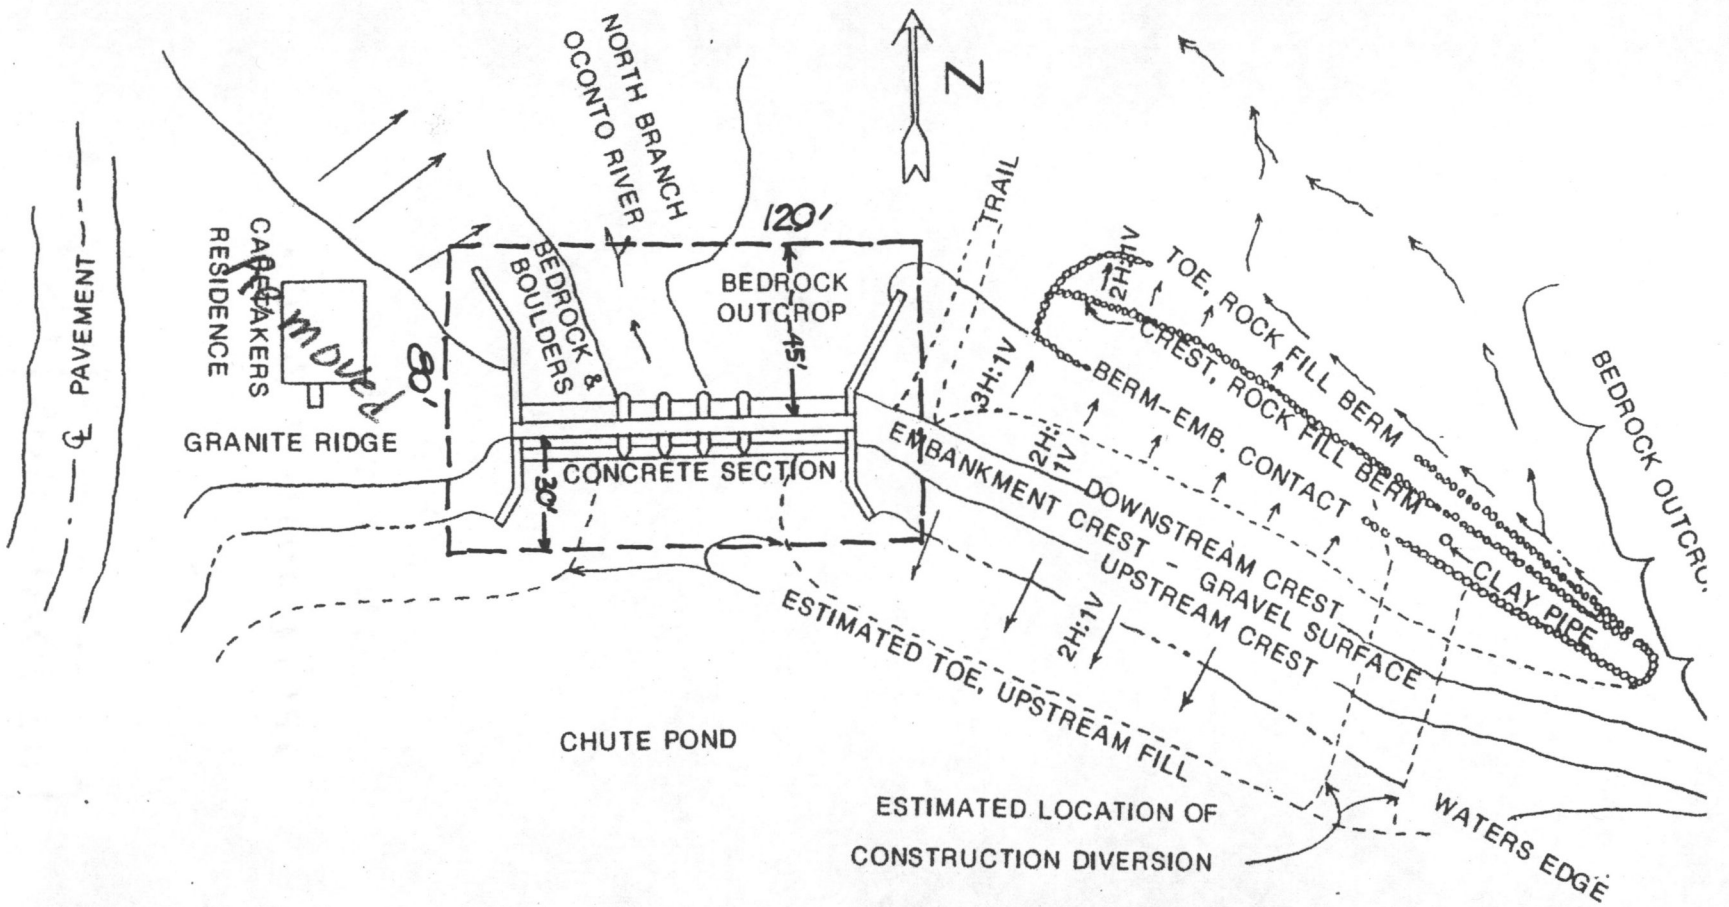 NORTH BRANCH
OCONTO RIVER
N
TRAIL
120'
℄ PAVEMENT
CARETAKERS
RESIDENCE
Removed
80'
GRANITE RIDGE
BEDROCK &
BOULDERS
BEDROCK
OUTCROP
45'
CONCRETE SECTION
30'
2H:1V
TOE, ROCK FILL BERM
CREST, ROCK FILL BERM
3H:1V
BERM-EMB. CONTACT
2H:
1V
DOWNSTREAM CREST
EMBANKMENT CREST - GRAVEL SURFACE
UPSTREAM CREST
CLAY PIPE
BEDROCK OUTCRO
2H:1V
ESTIMATED TOE, UPSTREAM FILL
CHUTE POND
ESTIMATED LOCATION OF
CONSTRUCTION DIVERSION
WATERS EDGE